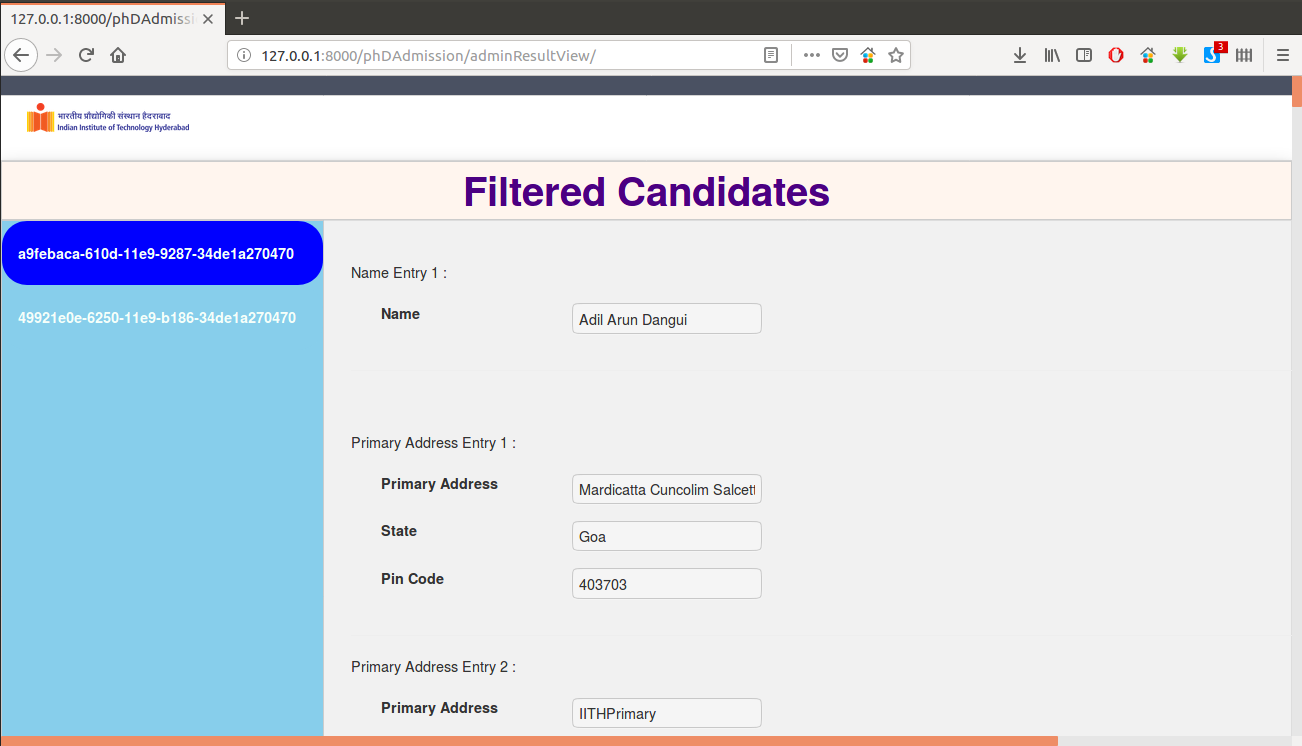 127.0.0.1:8000/phDAdmissi
127.0.0.1:8000/phDAdmission/adminResultView/
3
भारतीय प्रौद्योगिकी संस्थान हैदराबाद
Indian Institute of Technology Hyderabad
Filtered Candidates
a9febaca-610d-11e9-9287-34de1a270470
49921e0e-6250-11e9-b186-34de1a270470
Name Entry 1 :
Name
Adil Arun Dangui
Primary Address Entry 1 :
Primary Address
Mardicatta Cuncolim Salcett
State
Goa
Pin Code
403703
Primary Address Entry 2 :
Primary Address
IITHPrimary